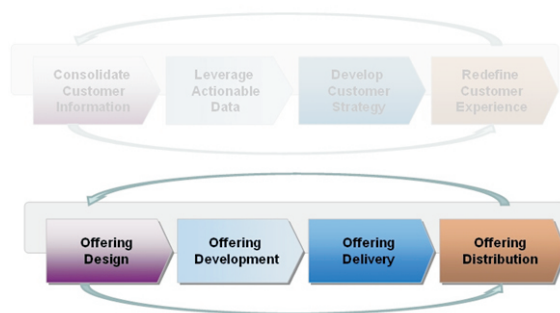 Consolidate
Customer
Information
Leverage
Actionable
Data
Develop
Customer
Strategy
Redefine
Customer
Experience
Offering
Design
Offering
Development
Offering
Delivery
Offering
Distribution